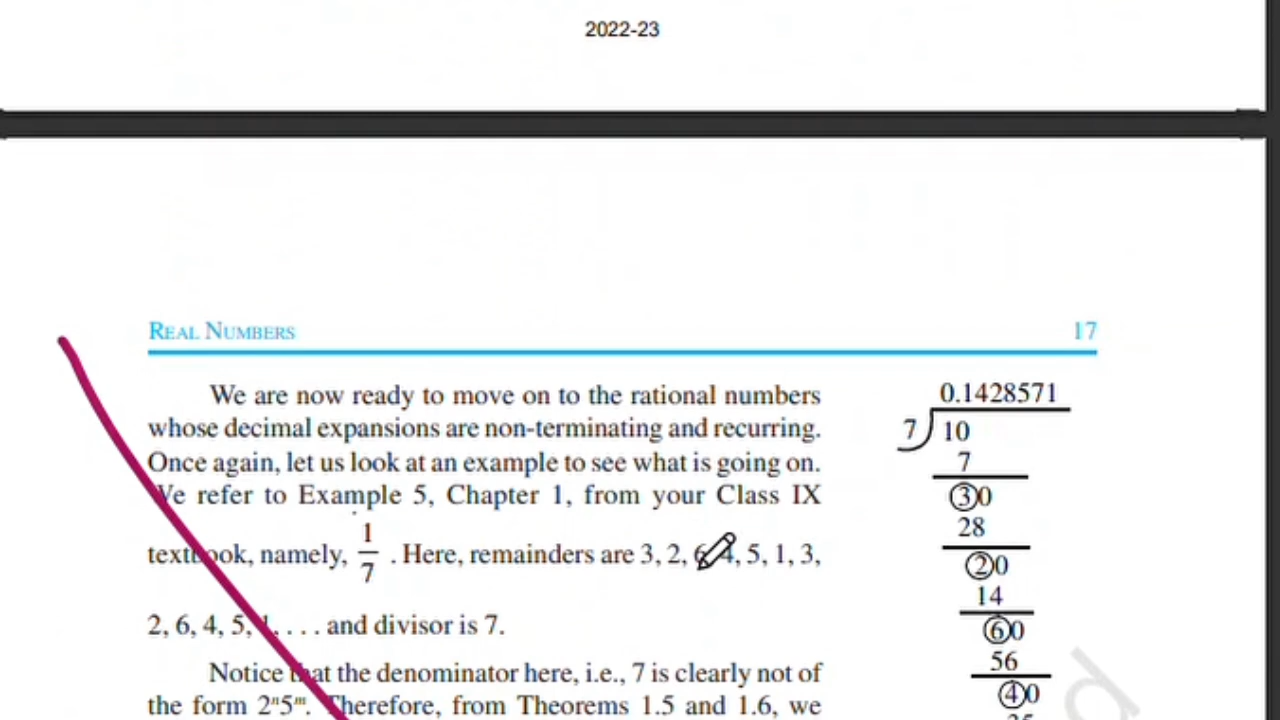 2022-23
REAL NUMBERS 17
We are now ready to move on to the rational numbers
whose decimal expansions are non-terminating and recurring.
Once again, let us look at an example to see what is going on.
We refer to Example 5, Chapter 1, from your Class IX
textbook, namely, 1/7 . Here, remainders are 3, 2, 6, 4, 5, 1, 3,
2, 6, 4, 5, 1, . . . and divisor is 7.
Notice that the denominator here, i.e., 7 is clearly not of
the form 2ⁿ5ᵐ. Therefore, from Theorems 1.5 and 1.6, we
0.1428571
7 10
7
30
28
20
14
60
56
40
35
d